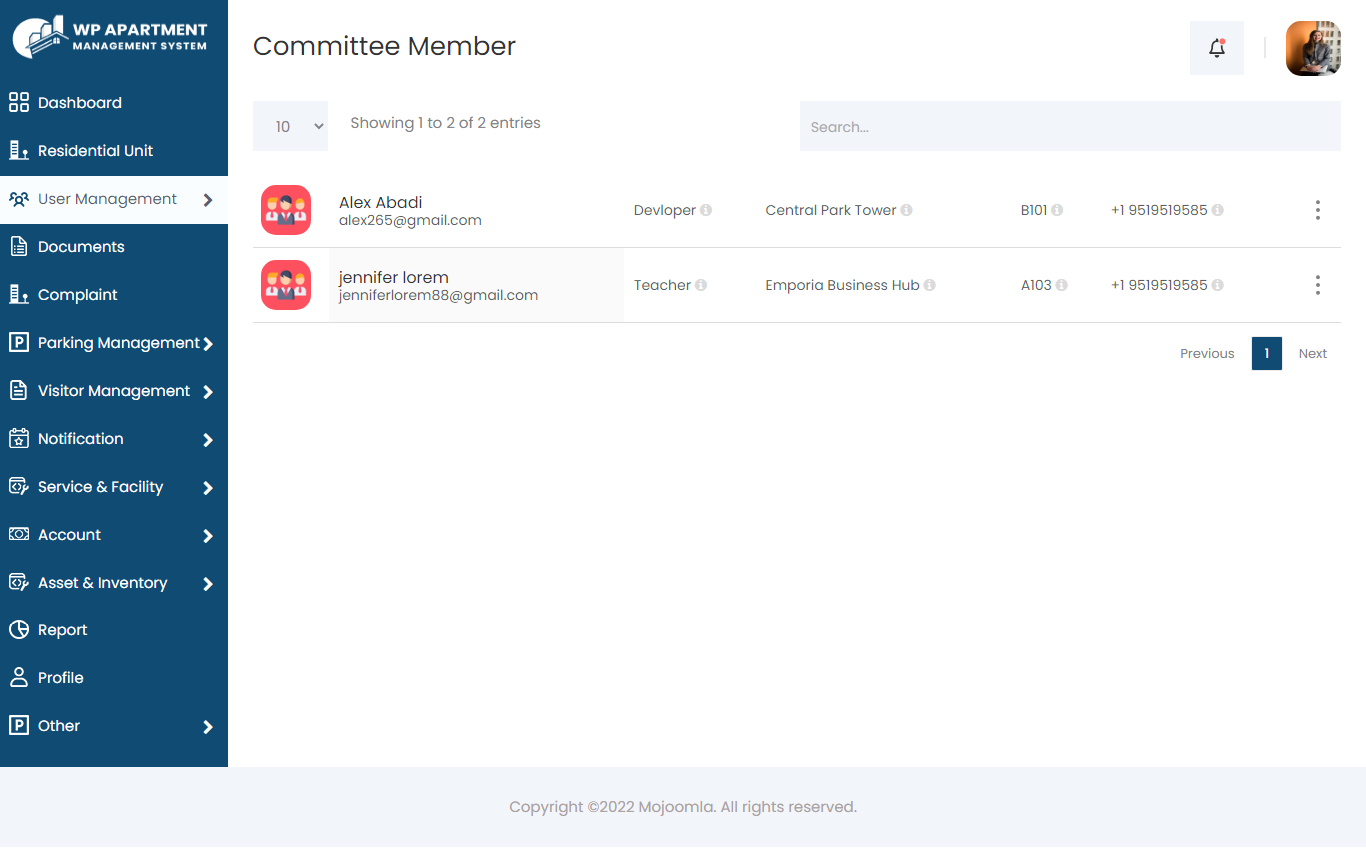 WP APARTMENT
MANAGEMENT SYSTEM
Dashboard
Residential Unit
User Management
Documents
Complaint
P Parking Management
Visitor Management
Notification
Service & Facility
Account
Asset & Inventory
Report
Profile
P Other
Committee Member
10 Showing 1 to 2 of 2 entries Search...
Alex Abadi
alex265@gmail.com
Devloper Central Park Tower B101 +1 9519519585
jennifer lorem
jenniferlorem88@gmail.com
Teacher Emporia Business Hub A103 +1 9519519585
Previous 1 Next
Copyright ©2022 Mojoomla. All rights reserved.